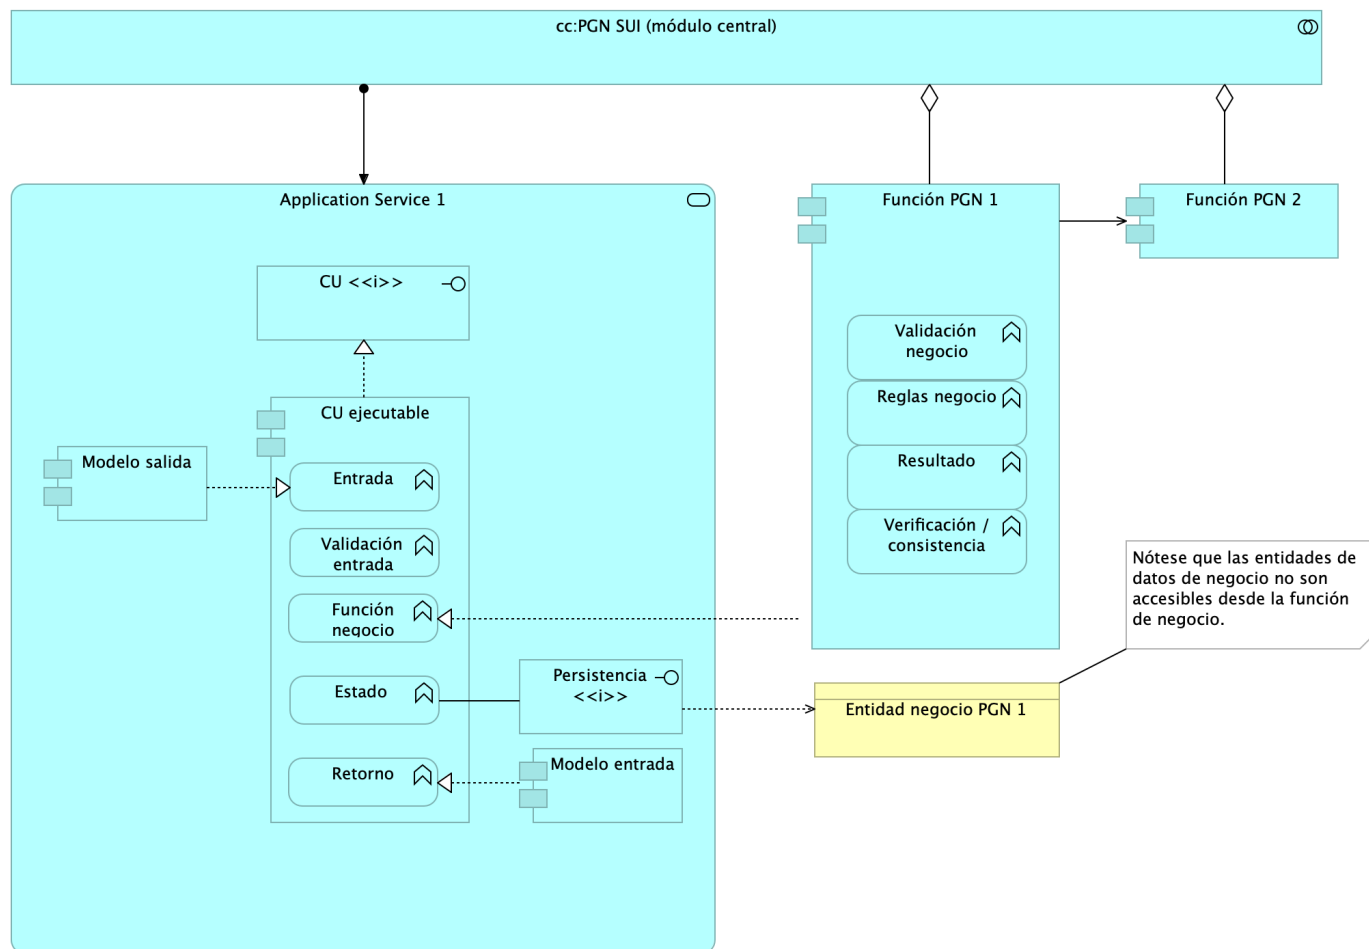 cc:PGN SUI (módulo central)
Application Service 1
CU <<i>>
CU ejecutable
Modelo salida
Entrada
Validación
entrada
Función
negocio
Estado
Persistencia
<<i>>
Retorno
Modelo entrada
Función PGN 1
Validación
negocio
Reglas negocio
Resultado
Verificación /
consistencia
Función PGN 2
Nótese que las entidades de
datos de negocio no son
accesibles desde la función
de negocio.
Entidad negocio PGN 1